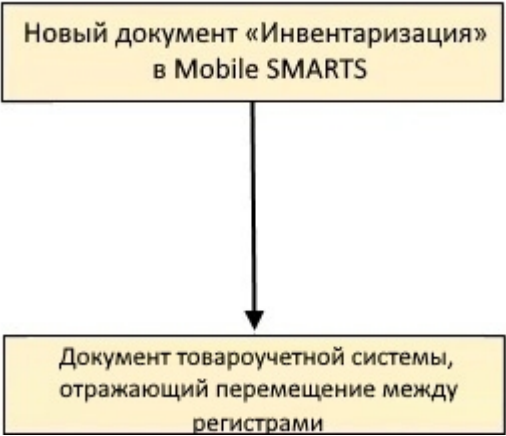 Новый документ «Инвентаризация»
в Mobile SMARTS
Документ товароучетной системы,
отражающий перемещение между
регистрами